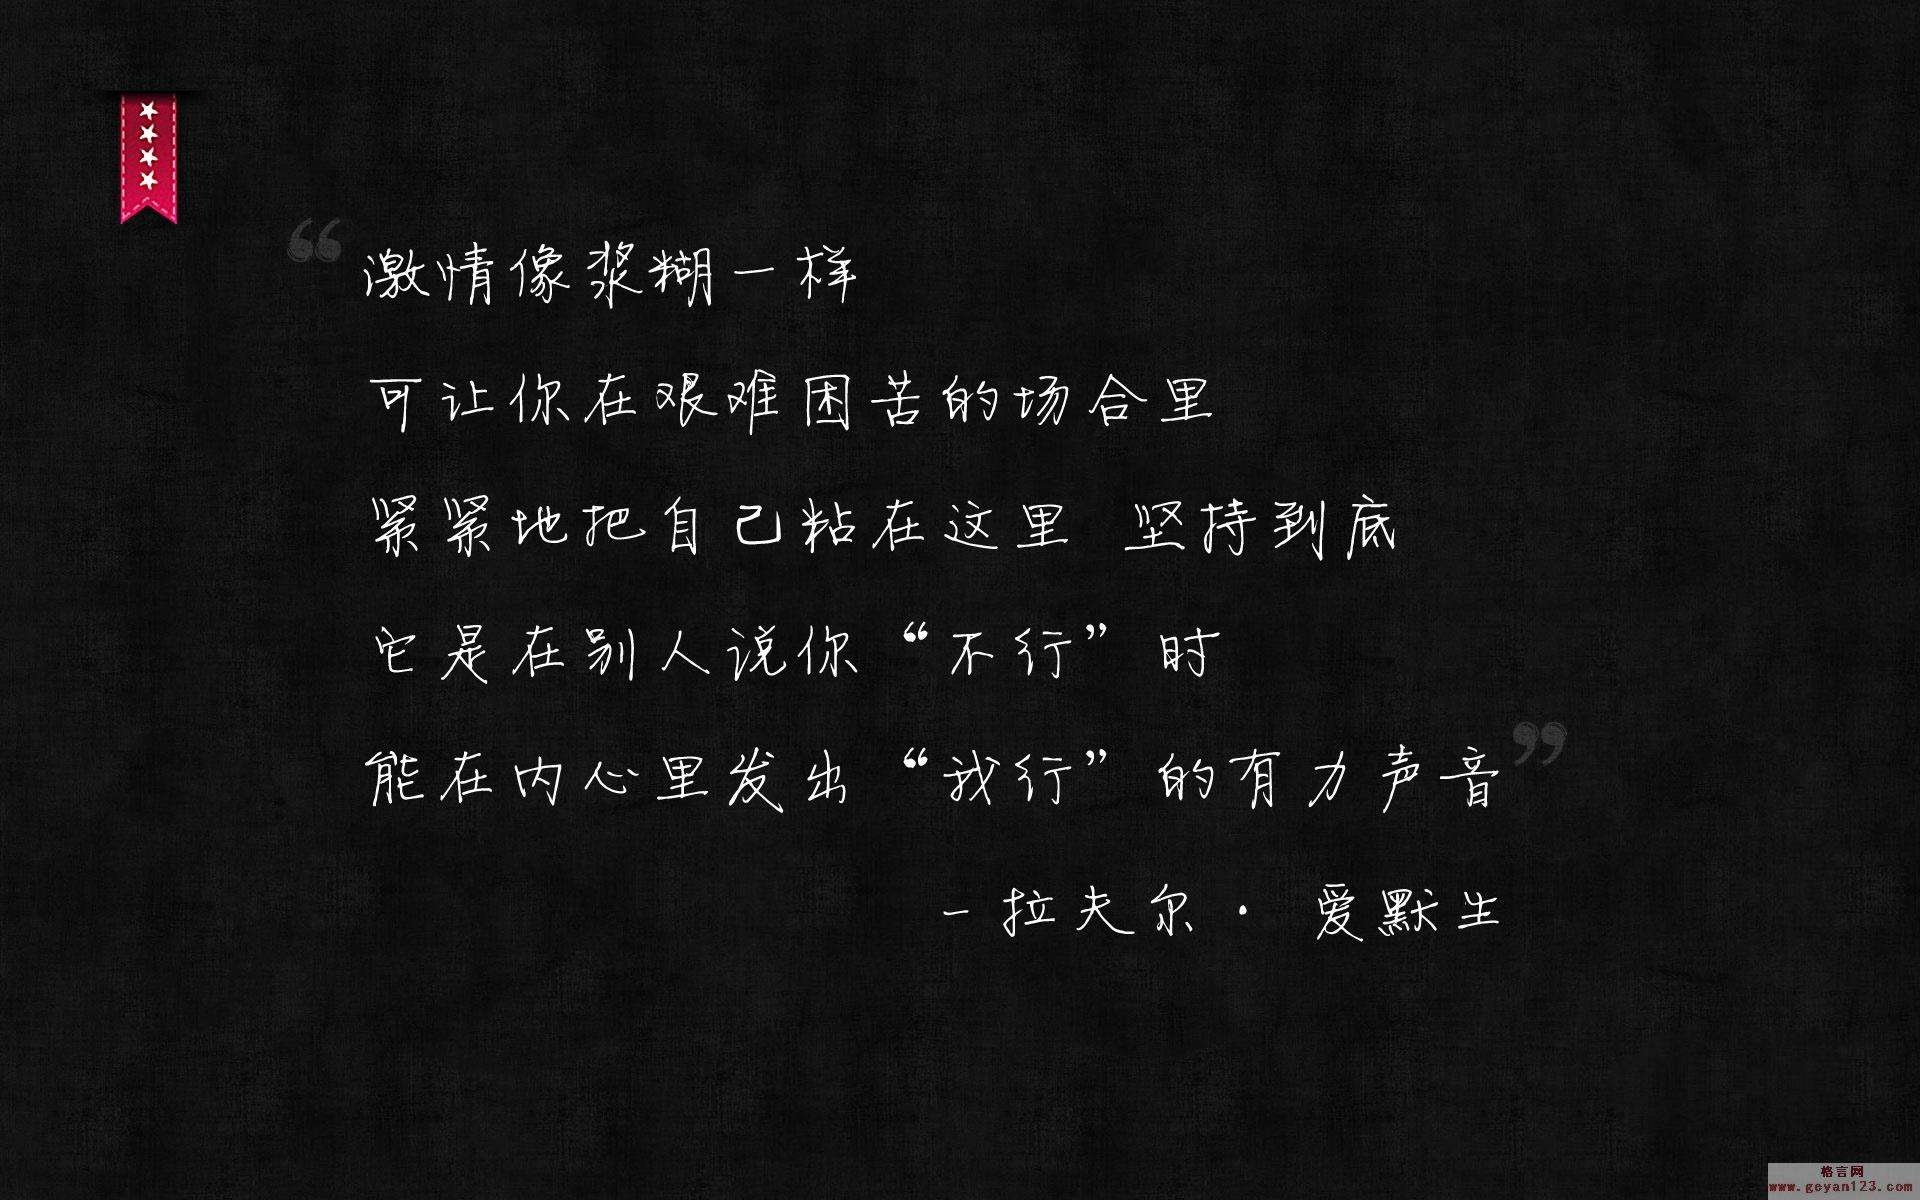 “激情像浆糊一样
可让你在艰难困苦的场合里
紧紧地把自己粘在这里 坚持到底
它是在别人说你“不行”时
能在内心里发出“我行”的有力声音”
- 拉夫尔· 爱默生
格言网
www.geyan123.com